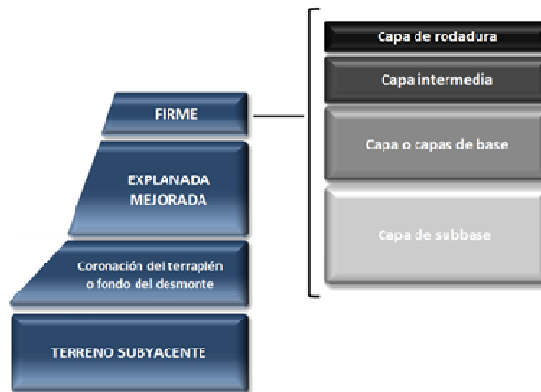 Capa de rodadura
Capa intermedia
Capa o capas de base
Capa de subbase
FIRME
EXPLANADA
MEJORADA
Coronación del terraplén
o fondo del desmonte
TERRENO SUBYACENTE